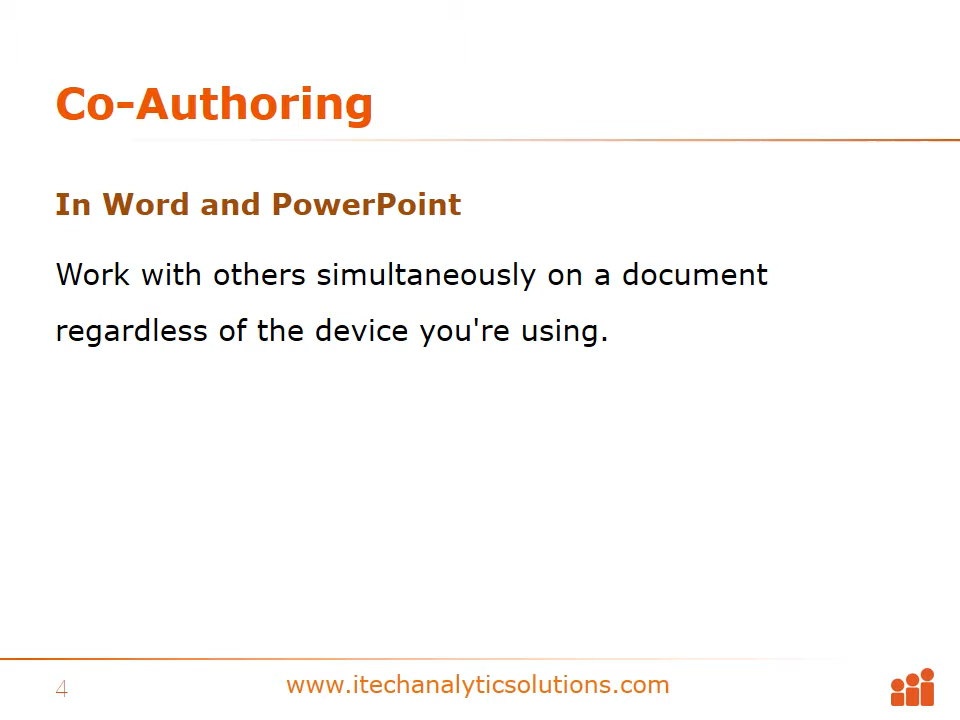 Co-Authoring
In Word and PowerPoint
Work with others simultaneously on a document
regardless of the device you're using.
4
www.itechanalyticsolutions.com